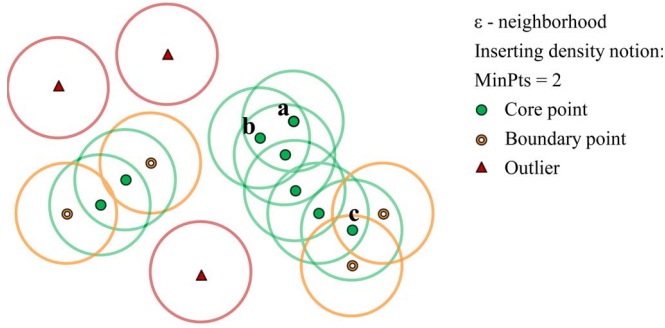 ε - neighborhood
Inserting density notion:
MinPts = 2
Core point
Boundary point
Outlier
a
b
c